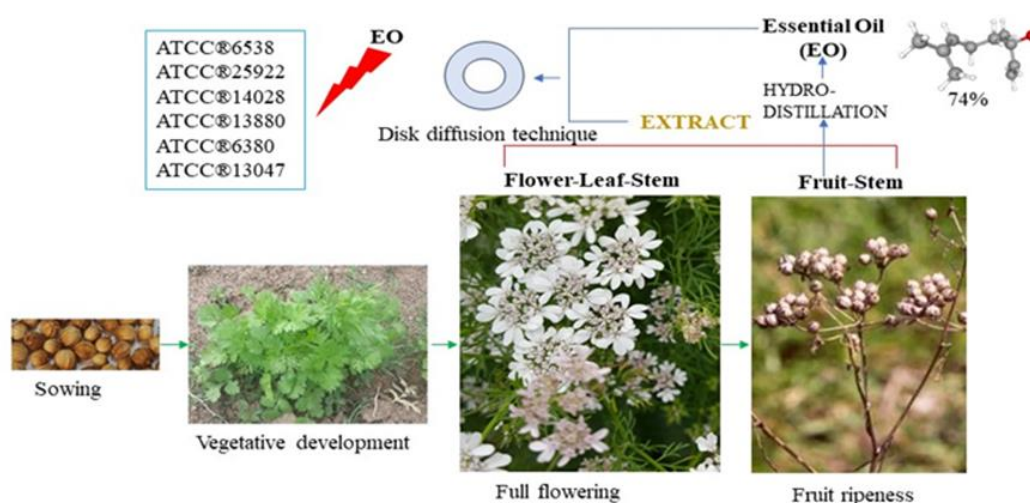 ATCC®6538
ATCC®25922
ATCC®14028
ATCC®13880
ATCC®6380
ATCC®13047
EO
Disk diffusion technique
Essential Oil
(EO)
74%
HYDRO-
DISTILLATION
EXTRACT
Flower-Leaf-Stem
Fruit-Stem
Sowing
Vegetative development
Full flowering
Fruit ripeness